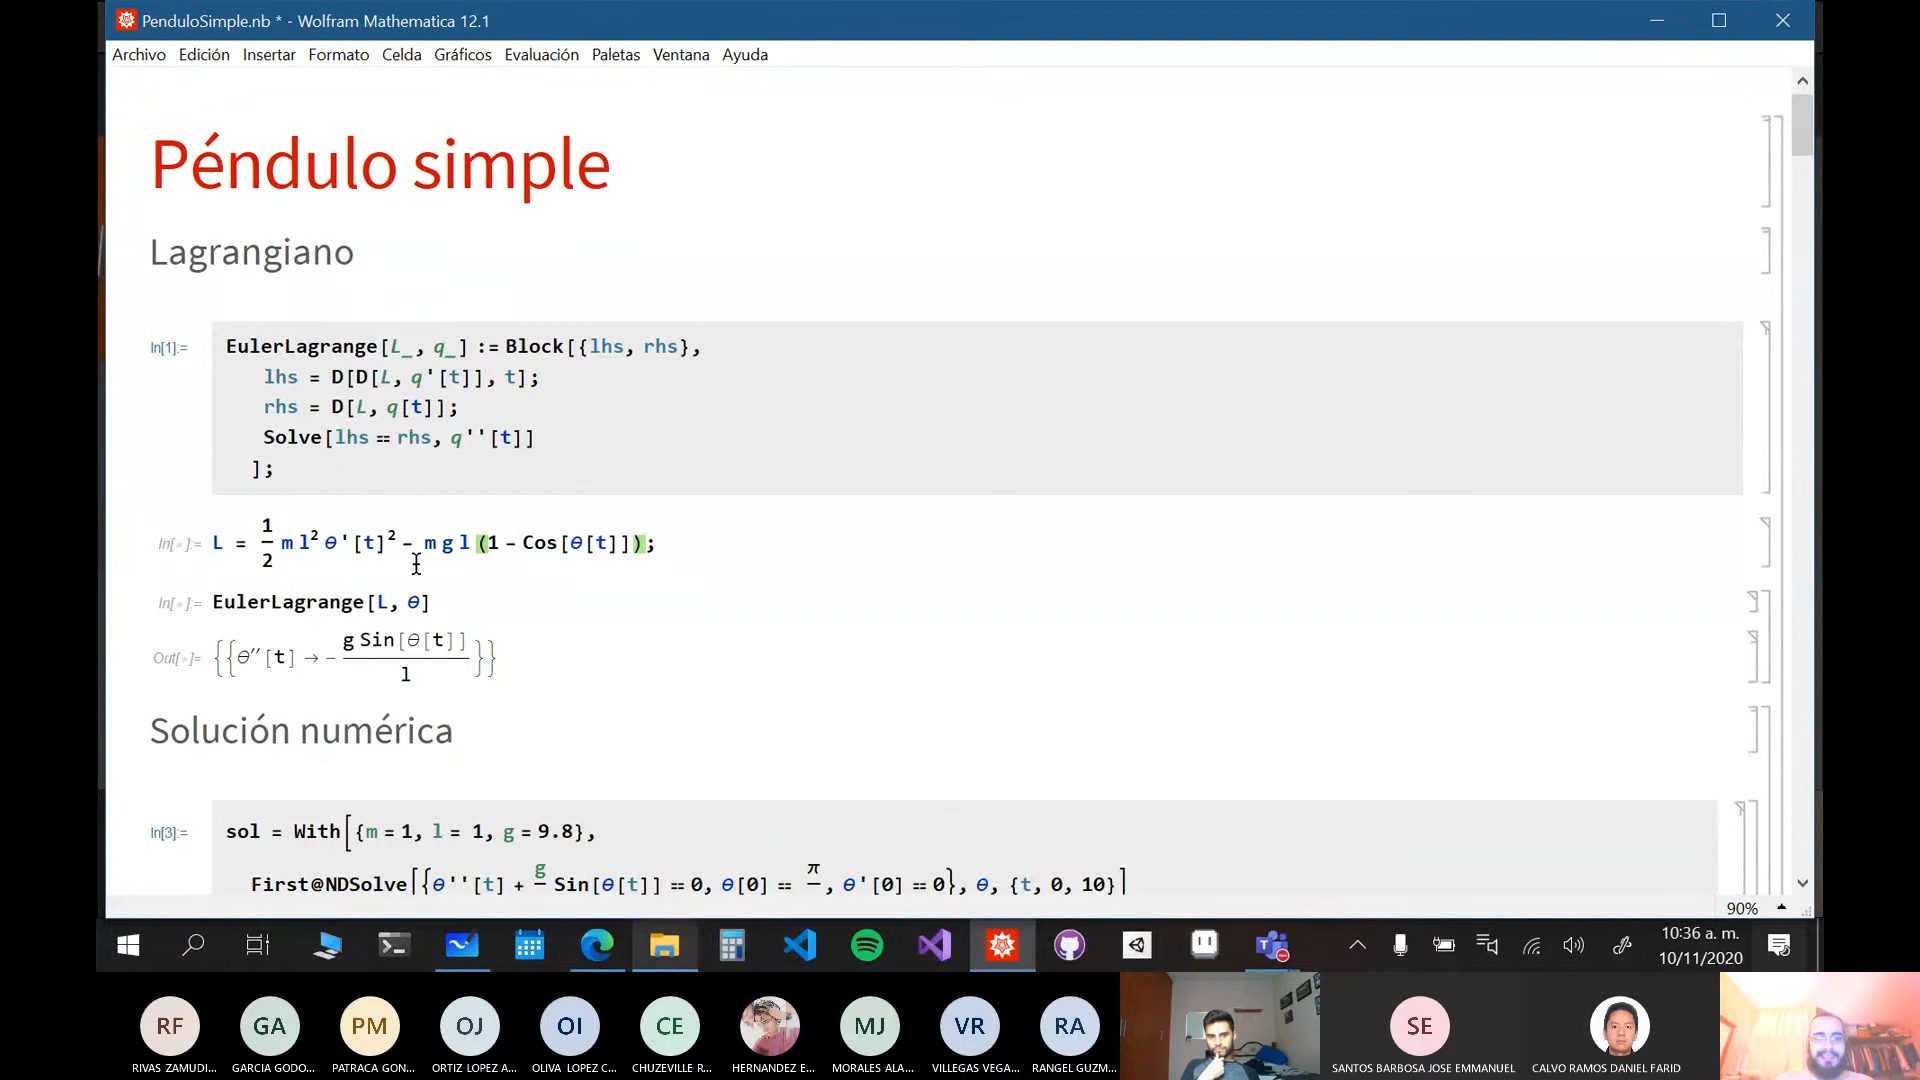 PenduloSimple.nb * - Wolfram Mathematica 12.1
Archivo Edición Insertar Formato Celda Gráficos Evaluación Paletas Ventana Ayuda
Péndulo simple
Lagrangiano
In[1]:= EulerLagrange[L_, q_] := Block[{lhs, rhs},
lhs = D[D[L, q'[t]], t];
rhs = D[L, q[t]];
Solve[lhs == rhs, q''[t]]
];
In[•]:= L = 1/2 m l² θ'[t]² - m g l (1 - Cos[θ[t]]);
In[•]:= EulerLagrange[L, θ]
Out[•]= {{θ''[t] → - g Sin[θ[t]]/l}}
Solución numérica
In[3]:= sol = With[{m = 1, l = 1, g = 9.8},
First@NDSolve[{θ''[t] + g/ Sin[θ[t]] == 0, θ[0] == π/, θ'[0] == 0}, θ, {t, 0, 10}]
90%
10:36 a. m.
10/11/2020
RF GA PM OJ OI CE MJ VR RA SE
RIVAS ZAMUDI... GARCIA GODO... PATRACA GON... ORTIZ LOPEZ A... OLIVA LOPEZ C... CHUZEVILLE R... HERNANDEZ E... MORALES ALA... VILLEGAS VEGA... RANGEL GUZM... SANTOS BARBOSA JOSE EMMANUEL CALVO RAMOS DANIEL FARID